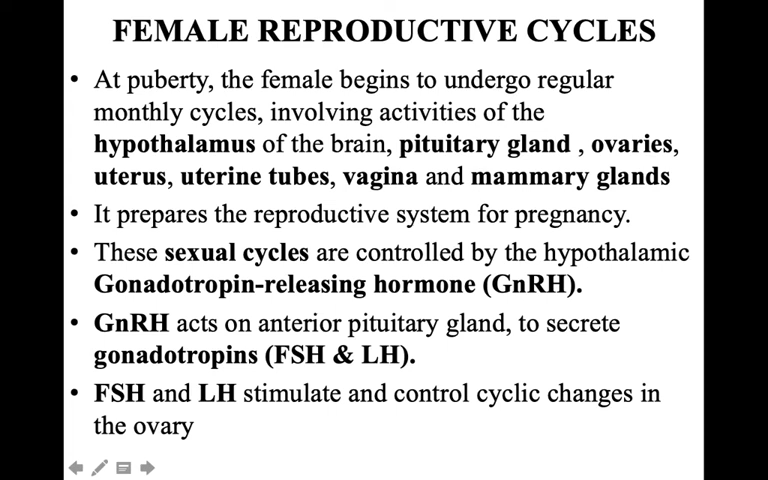 FEMALE REPRODUCTIVE CYCLES
• At puberty, the female begins to undergo regular
monthly cycles, involving activities of the
hypothalamus of the brain, pituitary gland , ovaries,
uterus, uterine tubes, vagina and mammary glands
• It prepares the reproductive system for pregnancy.
• These sexual cycles are controlled by the hypothalamic
Gonadotropin-releasing hormone (GnRH).
• GnRH acts on anterior pituitary gland, to secrete
gonadotropins (FSH & LH).
• FSH and LH stimulate and control cyclic changes in
the ovary